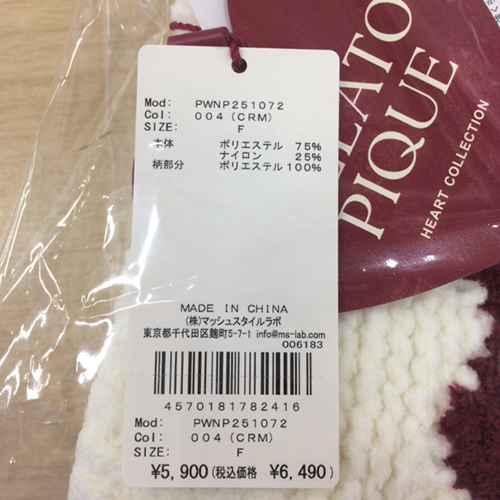 Mod: PWNP251072
Col: 004 (CRM)
SIZE: F
本体 ポリエステル 75%
ナイロン 25%
柄部分 ポリエステル 100%
MADE IN CHINA
(株)マッシュスタイルラボ
東京都千代田区麹町5-7-1 info@ms-lab.com
006183
4570181782416
Mod: PWNP251072
Col: 004 (CRM)
SIZE: F
¥5,900(税込価格 ¥6,490)
ELATO
PIQUE
HEART COLLECTION